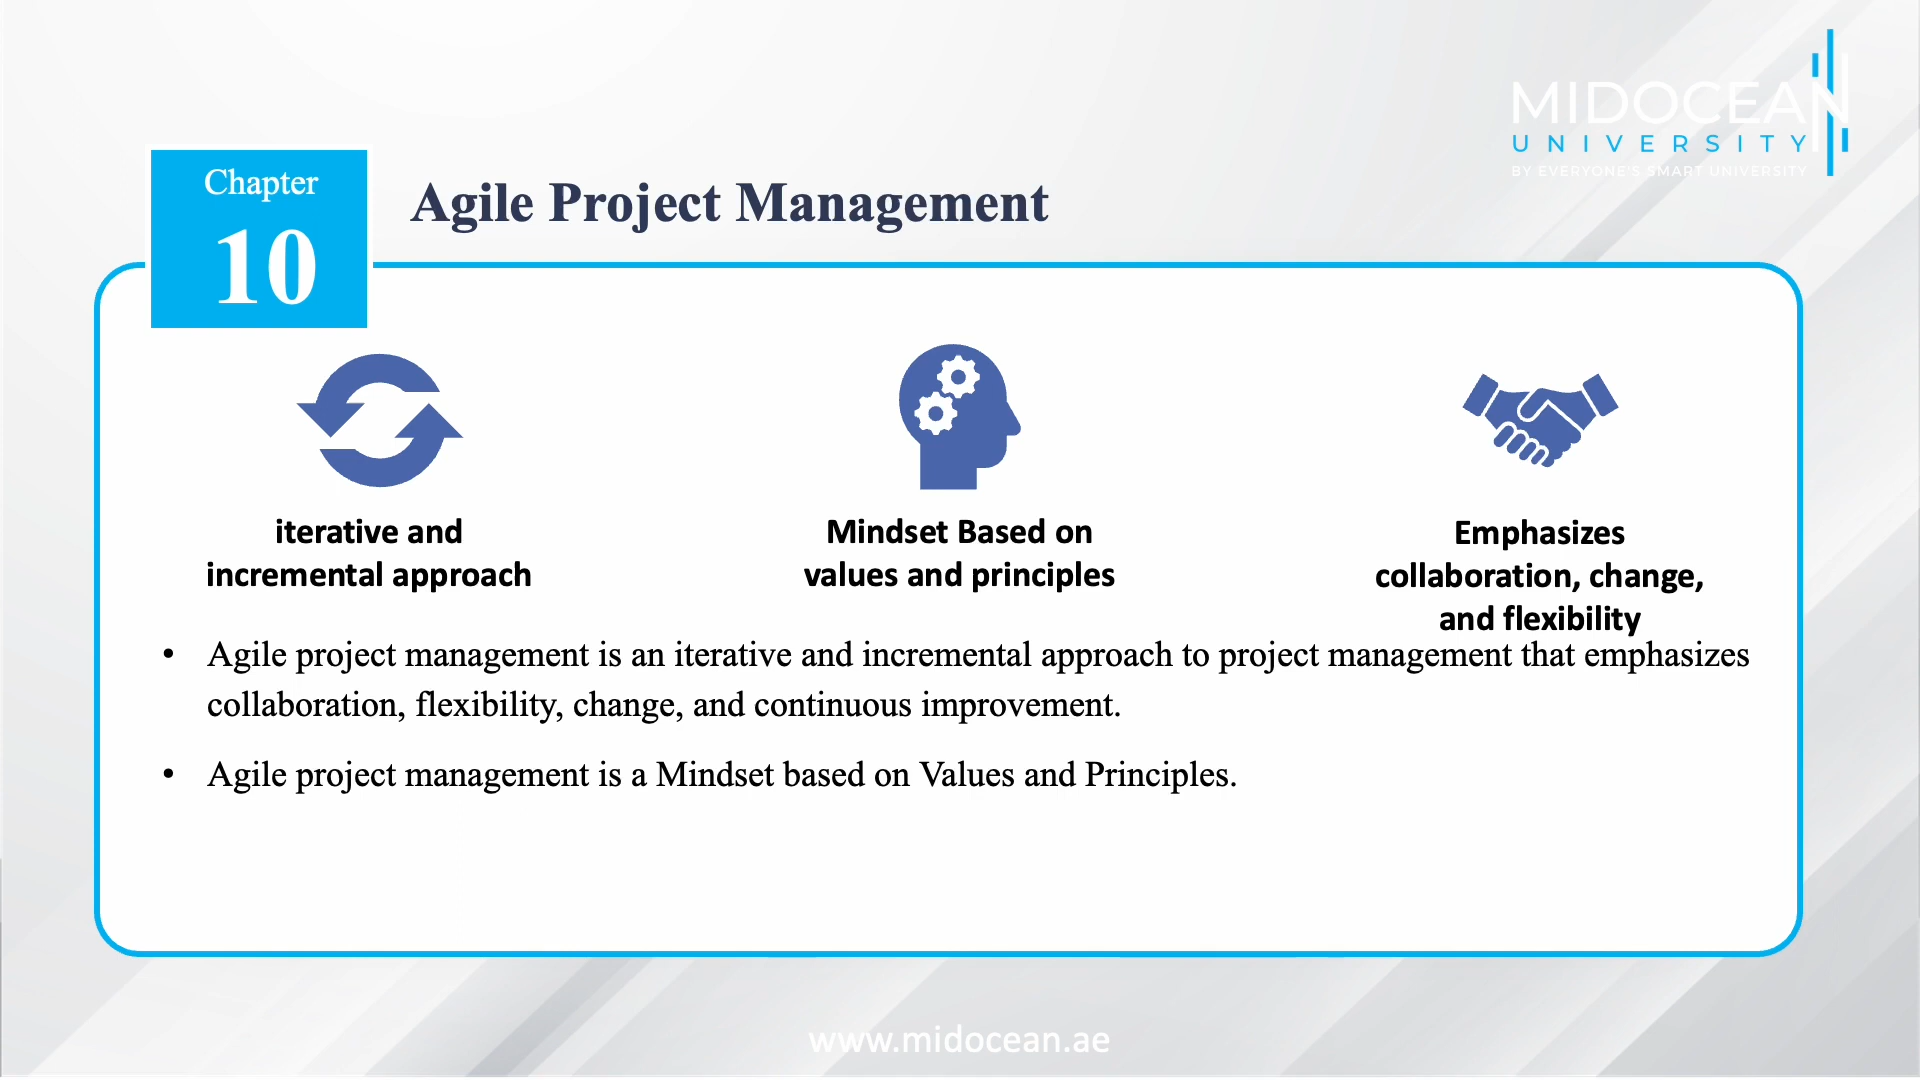 MIDOCEAN
UNIVERSITY
BY EVERYONE'S SMART UNIVERSITY
Chapter
10
Agile Project Management
iterative and
incremental approach
Mindset Based on
values and principles
Emphasizes
collaboration, change,
and flexibility
• Agile project management is an iterative and incremental approach to project management that emphasizes
collaboration, flexibility, change, and continuous improvement.
• Agile project management is a Mindset based on Values and Principles.
www.midocean.ae